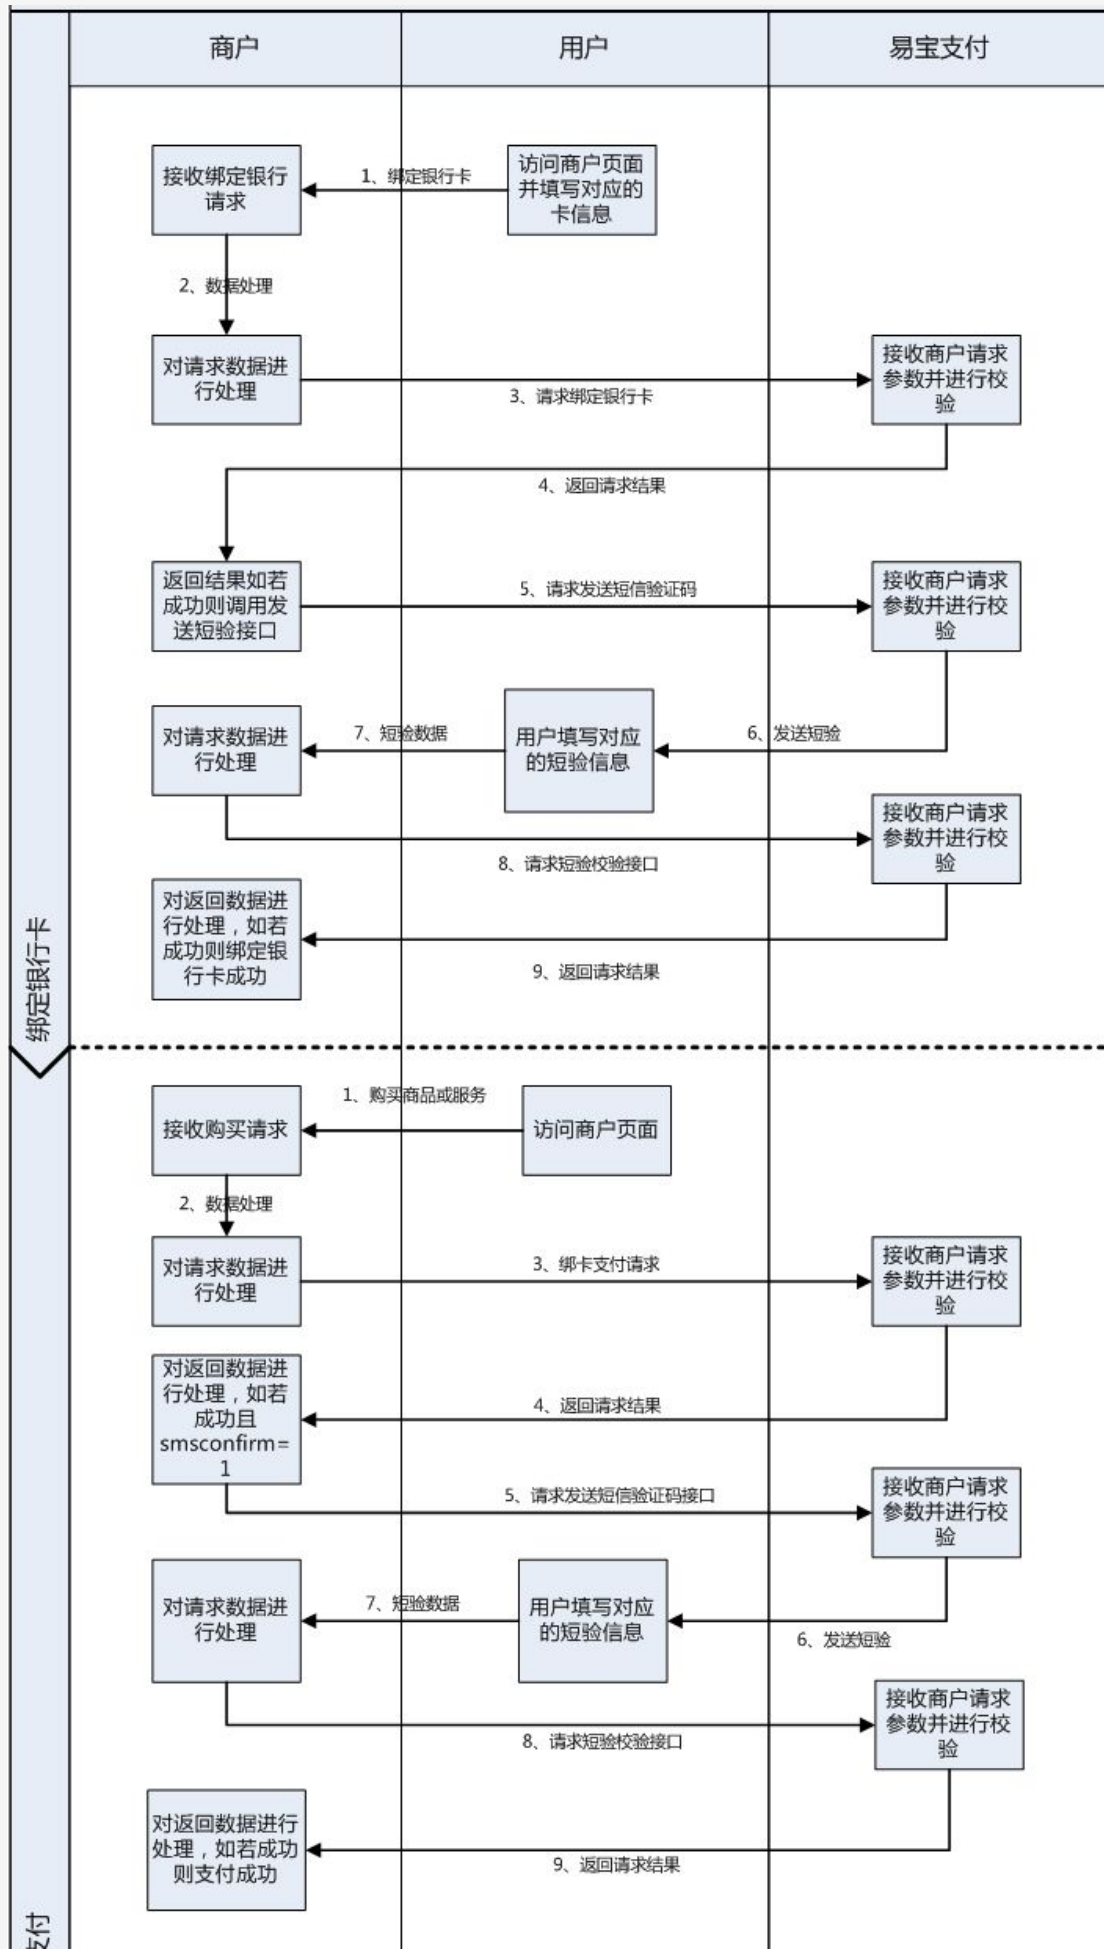 商户
用户
易宝支付
接收绑定银行
请求
1、绑定银行卡
访问商户页面
并填写对应的
卡信息
2、数据处理
对请求数据进
行处理
3、请求绑定银行卡
接收商户请求
参数并进行校
验
4、返回请求结果
返回结果如若
成功则调用发
送短验接口
5、请求发送短信验证码
接收商户请求
参数并进行校
验
6、发送短验
用户填写对应
的短验信息
7、短验数据
对请求数据进
行处理
8、请求短验校验接口
接收商户请求
参数并进行校
验
9、返回请求结果
对返回数据进
行处理，如若
成功则绑定银
行卡成功
绑定银行卡
接收购买请求
1、购买商品或服务
访问商户页面
2、数据处理
对请求数据进
行处理
3、绑卡支付请求
接收商户请求
参数并进行校
验
4、返回请求结果
对返回数据进
行处理，如若
成功且
smsconfirm=
1
5、请求发送短信验证码接口
接收商户请求
参数并进行校
验
6、发送短验
用户填写对应
的短验信息
7、短验数据
对请求数据进
行处理
8、请求短验校验接口
接收商户请求
参数并进行校
验
9、返回请求结果
对返回数据进行
处理，如若成功
则支付成功
支付